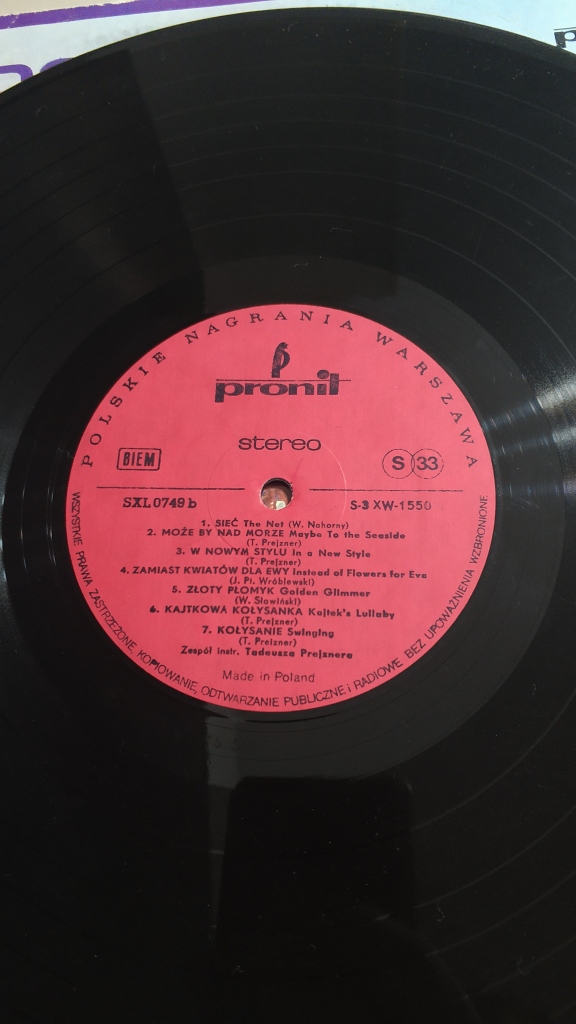 POLSKIE NAGRANIA WARSZAWA
pronit
stereo
BIEM
S 33
SXL 0749 b
S-3 XW-1550
1. SIEĆ The Net (W. Nahorny)
2. MOŻE BY NAD MORZE Maybe To the Seaside
(T. Prejzner)
3. W NOWYM STYLU In a New Style
(T. Prejzner)
4. ZAMIAST KWIATÓW DLA EWY Instead of Flowers for Eve
(J. Pt. Wróblewski)
5. ZŁOTY PŁOMYK Golden Glimmer
(W. Słowiński)
6. KAJTKOWA KOŁYSANKA Kajtek's Lullaby
(T. Prejzner)
7. KOŁYSANIE Swinging
(T. Prejzner)
Zespół instr. Tadeusza Prejznera
Made in Poland
WSZYSTKIE PRAWA ZASTRZEŻONE, KOPIOWANIE, ODTWARZANIE PUBLICZNE i RADIOWE BEZ UPOWAŻNIENIA WZBRONIONE